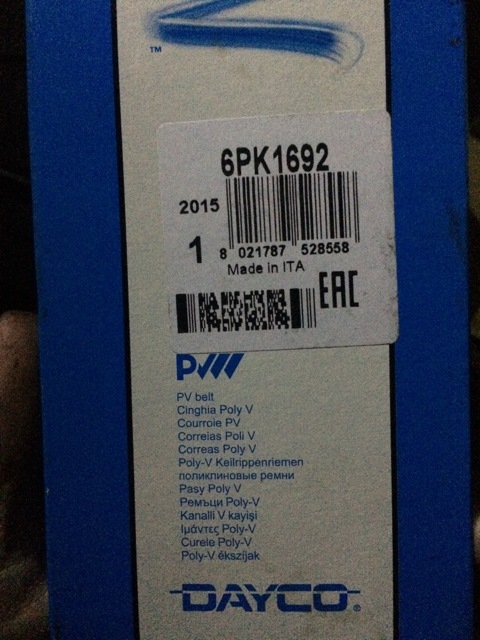 TM
6PK1692
2015
1
8 021787 528558
Made in ITA
EAC
PV
PV belt
Cinghia Poly V
Courroie PV
Correias Poli V
Correas Poly V
Poly-V Keilrippenriemen
поликлиновые ремни
Pasy Poly V
Ремъци Poly-V
Kanalli V kayişi
Ιμάντες Poly-V
Curele Poly-V
Poly-V ékszíjak
DAYCO®